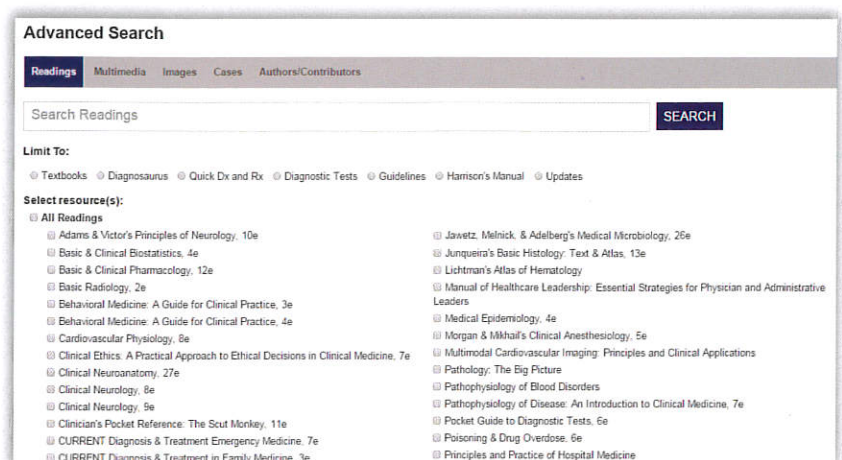 Advanced Search
Readings Multimedia Images Cases Authors/Contributors
Search Readings
SEARCH
Limit To:
Textbooks Diagnosaurus Quick Dx and Rx Diagnostic Tests Guidelines Harrison's Manual Updates
Select resource(s):
All Readings
Adams & Victor's Principles of Neurology, 10e
Basic & Clinical Biostatistics, 4e
Basic & Clinical Pharmacology, 12e
Basic Radiology, 2e
Behavioral Medicine: A Guide for Clinical Practice, 3e
Behavioral Medicine: A Guide for Clinical Practice, 4e
Cardiovascular Physiology, 8e
Clinical Ethics: A Practical Approach to Ethical Decisions in Clinical Medicine, 7e
Clinical Neuroanatomy, 27e
Clinical Neurology, 8e
Clinical Neurology, 9e
Clinician's Pocket Reference: The Scut Monkey, 11e
CURRENT Diagnosis & Treatment Emergency Medicine, 7e
CURRENT Diagnosis & Treatment in Family Medicine, 3e
Jawetz, Melnick, & Adelberg's Medical Microbiology, 26e
Junqueira's Basic Histology: Text & Atlas, 13e
Lichtman's Atlas of Hematology
Manual of Healthcare Leadership: Essential Strategies for Physician and Administrative
Leaders
Medical Epidemiology, 4e
Morgan & Mikhail's Clinical Anesthesiology, 5e
Multimodal Cardiovascular Imaging: Principles and Clinical Applications
Pathology: The Big Picture
Pathophysiology of Blood Disorders
Pathophysiology of Disease: An Introduction to Clinical Medicine, 7e
Pocket Guide to Diagnostic Tests, 6e
Poisoning & Drug Overdose, 6e
Principles and Practice of Hospital Medicine